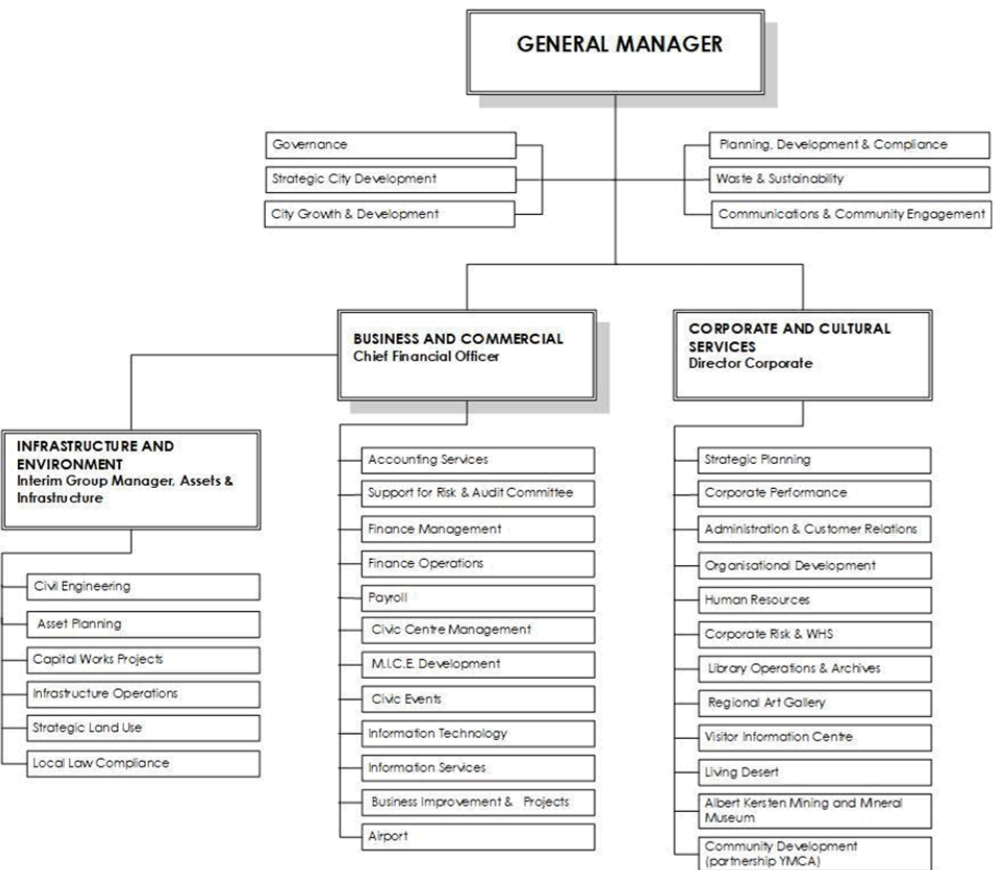 GENERAL MANAGER
Governance
Strategic City Development
City Growth & Development
Planning, Development & Compliance
Waste & Sustainability
Communications & Community Engagement
BUSINESS AND COMMERCIAL
Chief Financial Officer
CORPORATE AND CULTURAL
SERVICES
Director Corporate
INFRASTRUCTURE AND
ENVIRONMENT
Interim Group Manager, Assets &
Infrastructure
Civil Engineering
Asset Planning
Capital Works Projects
Infrastructure Operations
Strategic Land Use
Local Law Compliance
Accounting Services
Support for Risk & Audit Committee
Finance Management
Finance Operations
Payroll
Civic Centre Management
M.I.C.E. Development
Civic Events
Information Technology
Information Services
Business Improvement & Projects
Airport
Strategic Planning
Corporate Performance
Administration & Customer Relations
Organisational Development
Human Resources
Corporate Risk & WHS
Library Operations & Archives
Regional Art Gallery
Visitor Information Centre
Living Desert
Albert Kersten Mining and Mineral
Museum
Community Development
(partnership YMCA)